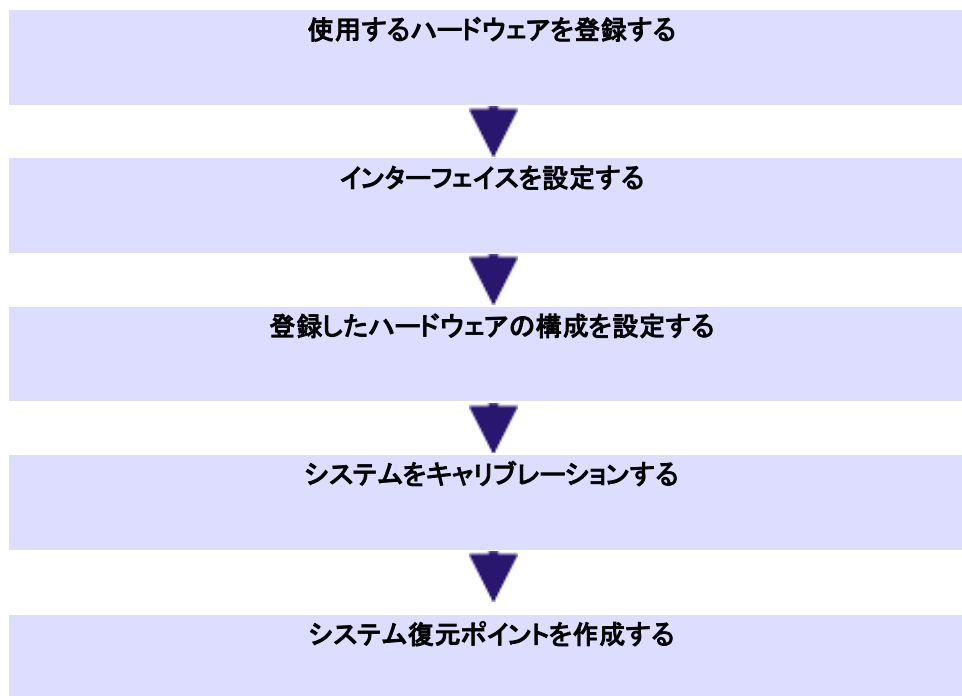 使用するハードウェアを登録する
インターフェイスを設定する
登録したハードウェアの構成を設定する
システムをキャリブレーションする
システム復元ポイントを作成する